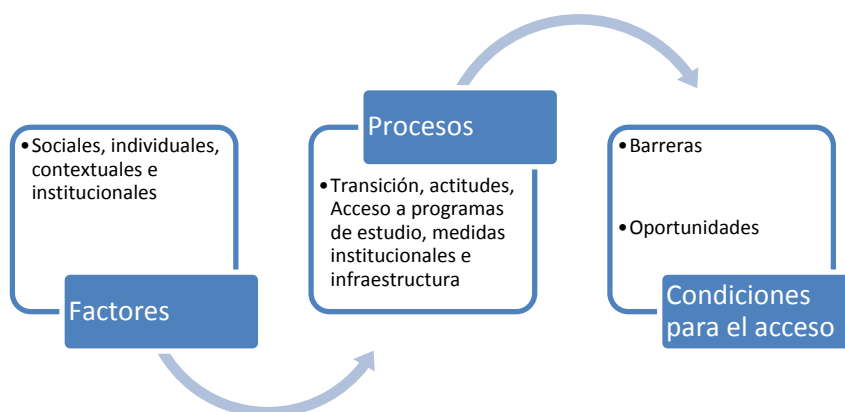 •Sociales, individuales,
contextuales e
institucionales
Factores
Procesos
•Transición, actitudes,
Acceso a programas
de estudio, medidas
institucionales e
infraestructura
•Barreras
•Oportunidades
Condiciones
para el acceso